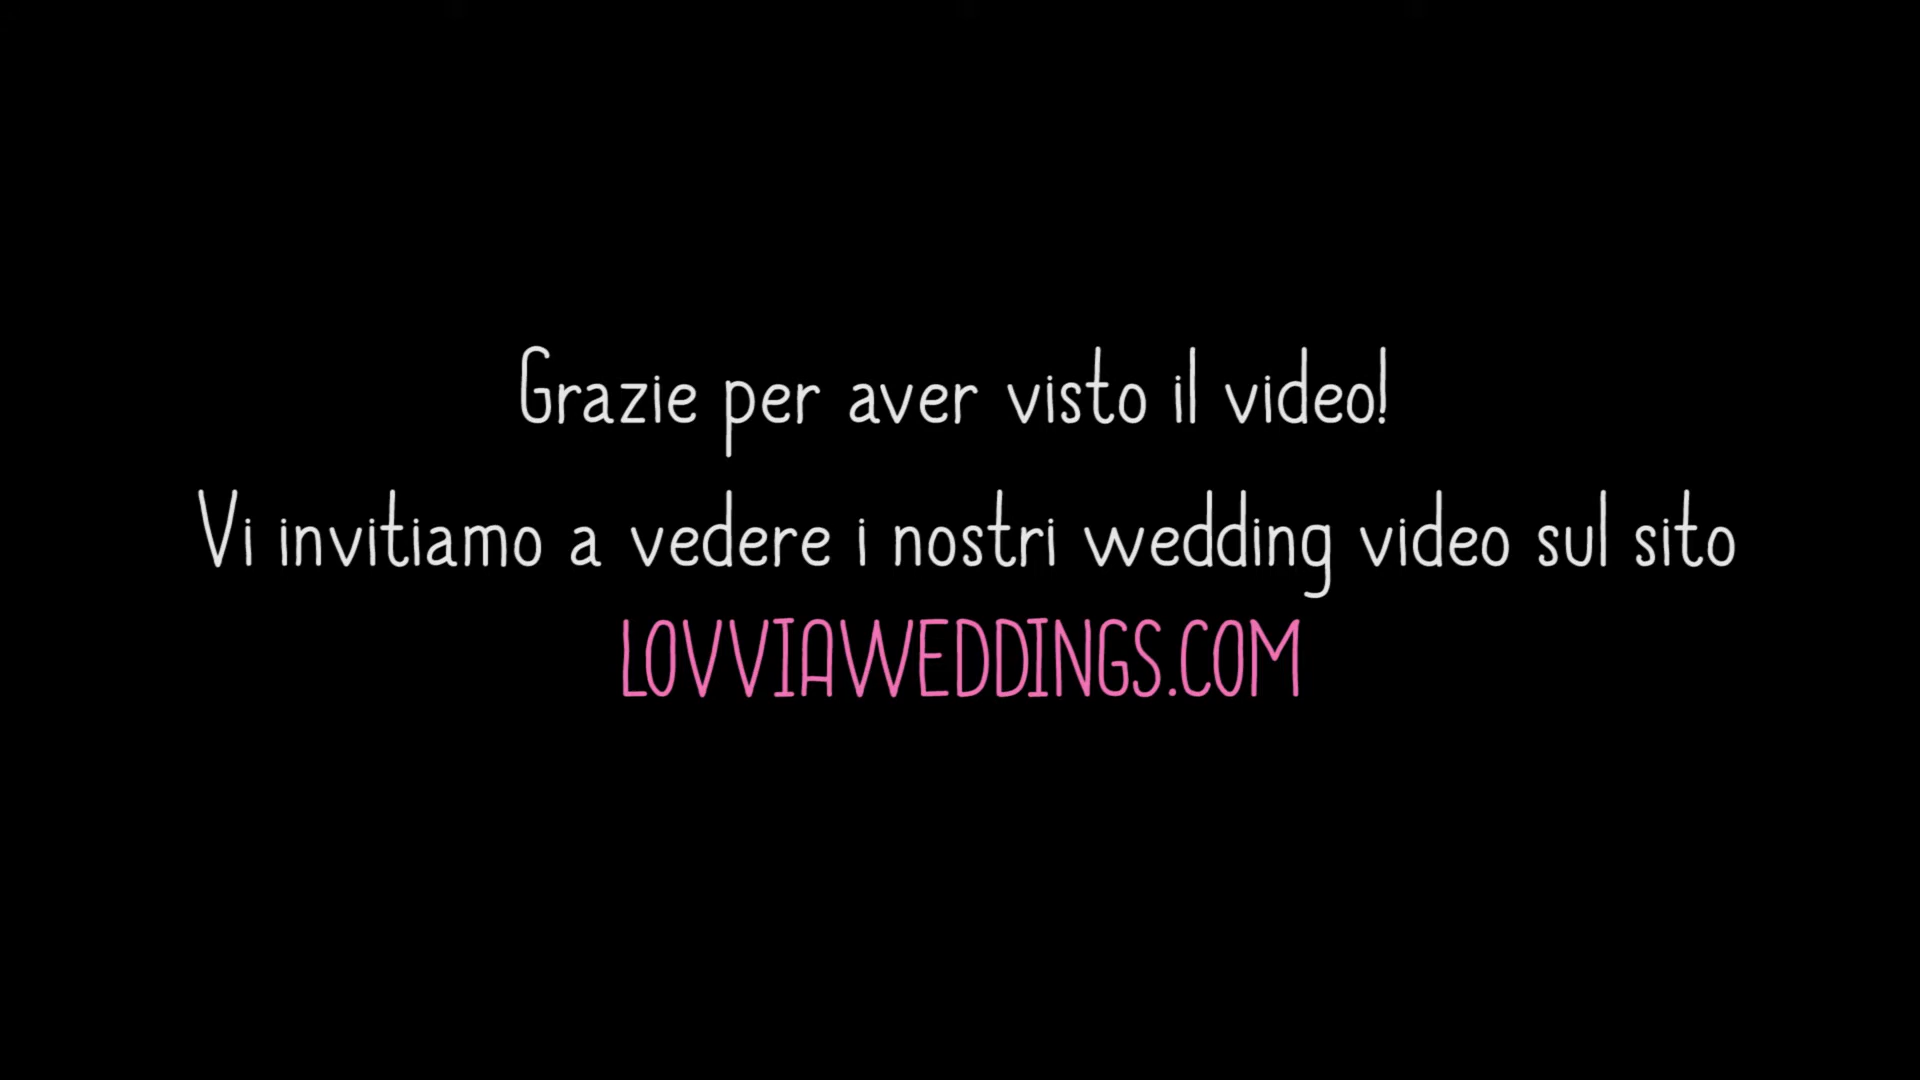 Grazie per aver visto il video!
Vi invitiamo a vedere i nostri wedding video sul sito
LOVVIAWEDDINGS.COM